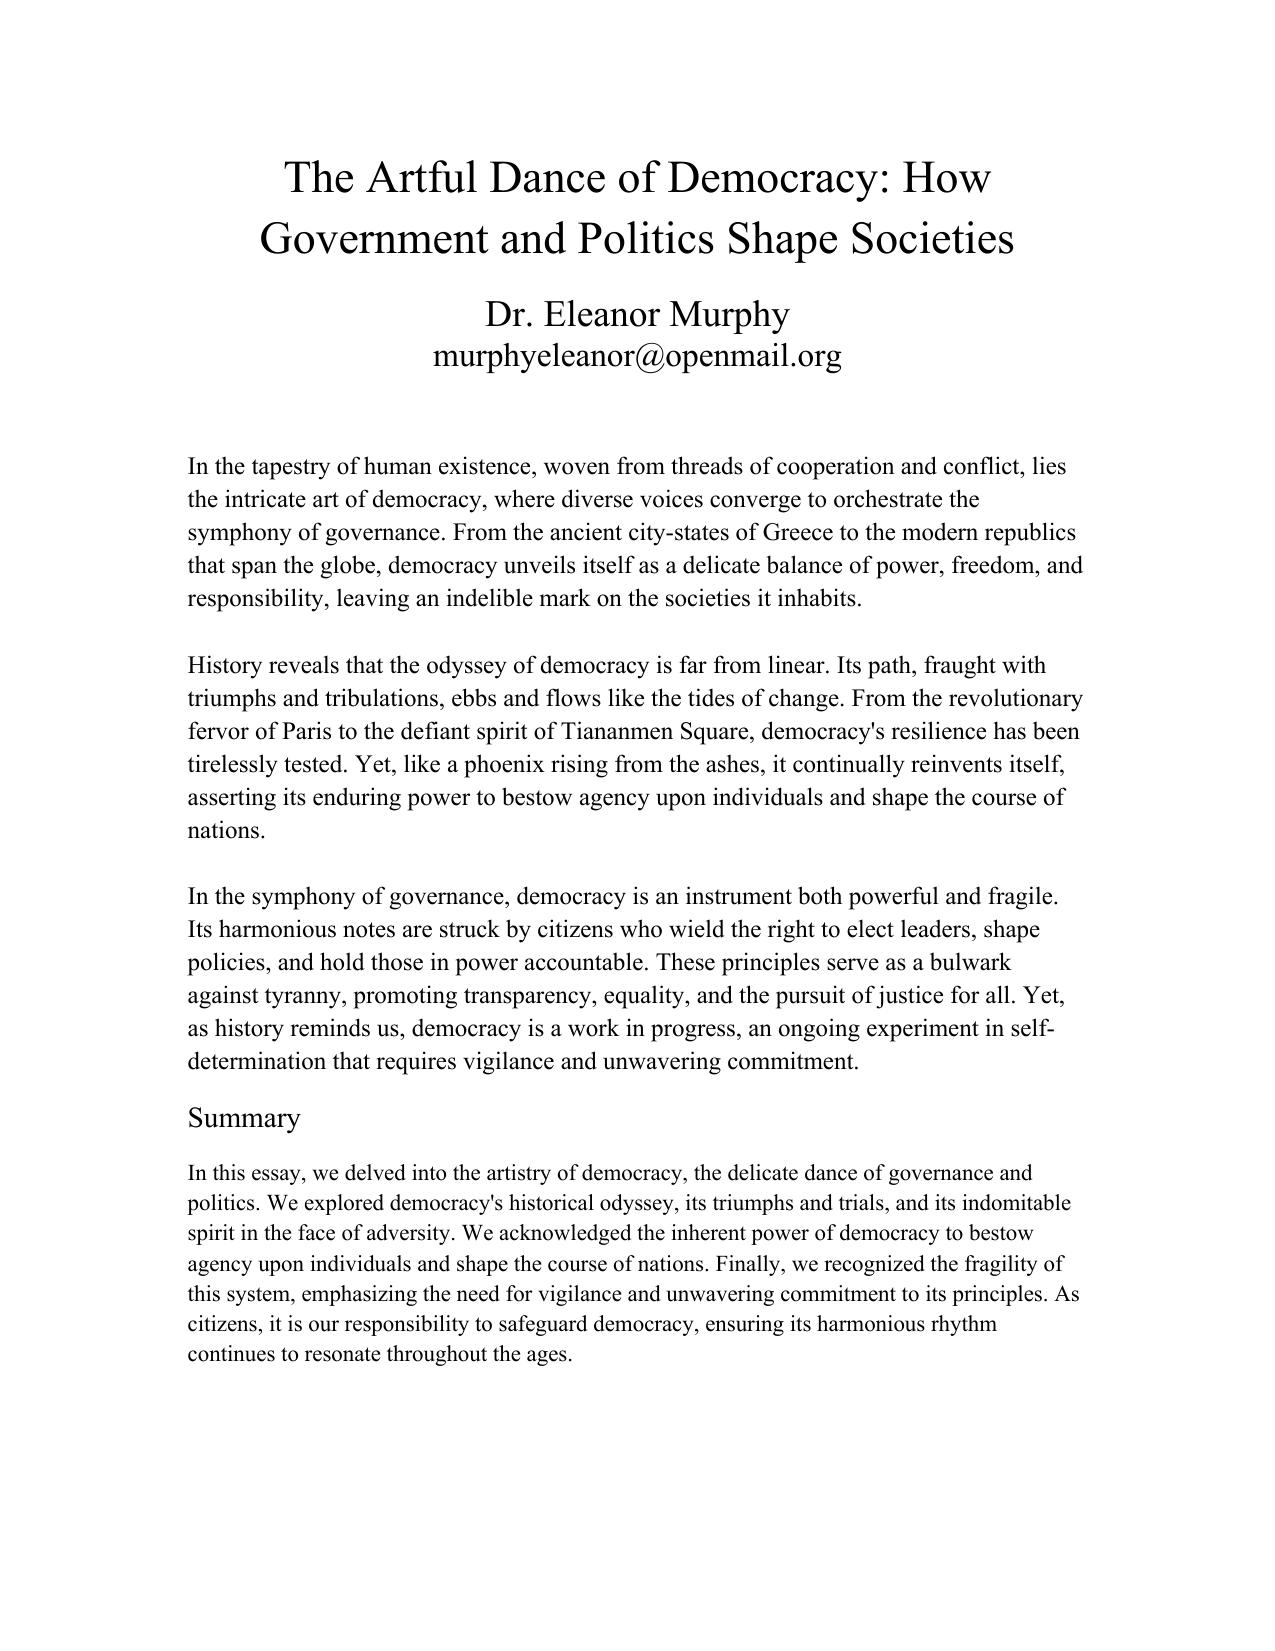 The Artful Dance of Democracy: How
Government and Politics Shape Societies
Dr. Eleanor Murphy
murphyeleanor@openmail.org
In the tapestry of human existence, woven from threads of cooperation and conflict, lies
the intricate art of democracy, where diverse voices converge to orchestrate the
symphony of governance. From the ancient city-states of Greece to the modern republics
that span the globe, democracy unveils itself as a delicate balance of power, freedom, and
responsibility, leaving an indelible mark on the societies it inhabits.
History reveals that the odyssey of democracy is far from linear. Its path, fraught with
triumphs and tribulations, ebbs and flows like the tides of change. From the revolutionary
fervor of Paris to the defiant spirit of Tiananmen Square, democracy's resilience has been
tirelessly tested. Yet, like a phoenix rising from the ashes, it continually reinvents itself,
asserting its enduring power to bestow agency upon individuals and shape the course of
nations.
In the symphony of governance, democracy is an instrument both powerful and fragile.
Its harmonious notes are struck by citizens who wield the right to elect leaders, shape
policies, and hold those in power accountable. These principles serve as a bulwark
against tyranny, promoting transparency, equality, and the pursuit of justice for all. Yet,
as history reminds us, democracy is a work in progress, an ongoing experiment in self-
determination that requires vigilance and unwavering commitment.
Summary
In this essay, we delved into the artistry of democracy, the delicate dance of governance and
politics. We explored democracy's historical odyssey, its triumphs and trials, and its indomitable
spirit in the face of adversity. We acknowledged the inherent power of democracy to bestow
agency upon individuals and shape the course of nations. Finally, we recognized the fragility of
this system, emphasizing the need for vigilance and unwavering commitment to its principles. As
citizens, it is our responsibility to safeguard democracy, ensuring its harmonious rhythm
continues to resonate throughout the ages.